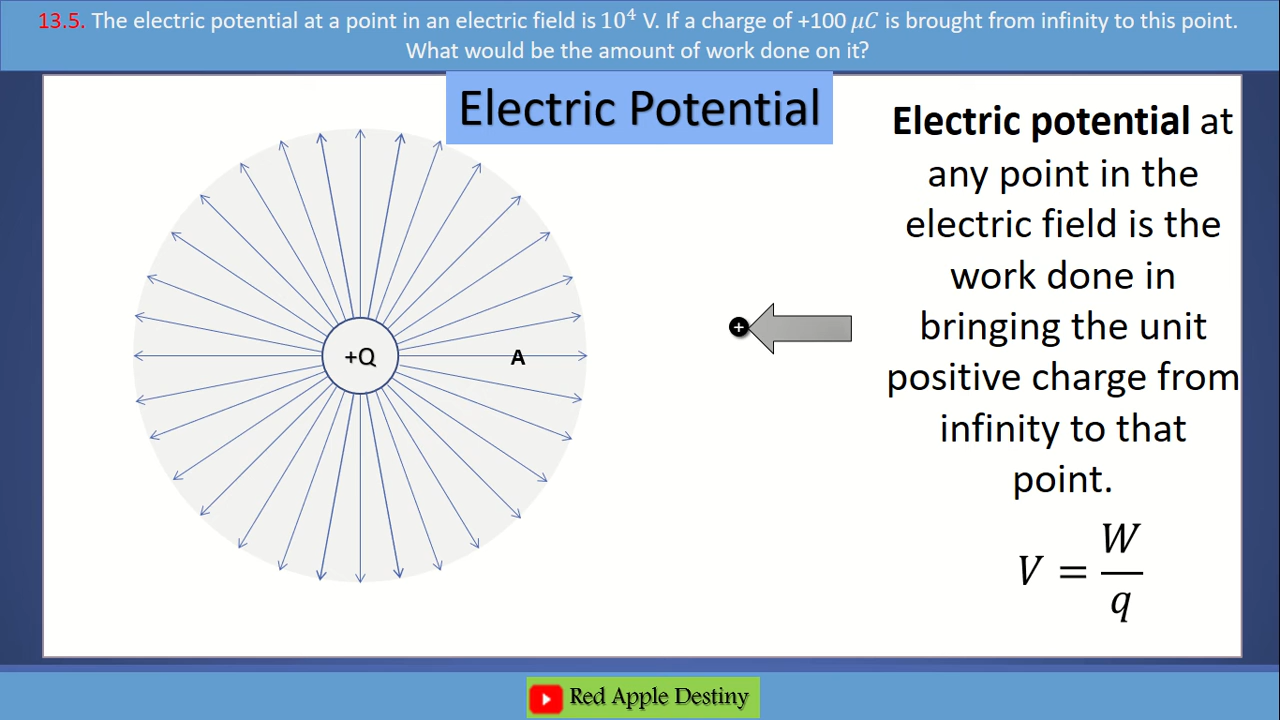 13.5. The electric potential at a point in an electric field is 10⁴ V. If a charge of +100 𝜇𝐶 is brought from infinity to this point.
What would be the amount of work done on it?
Electric Potential
Electric potential at
any point in the
electric field is the
work done in
bringing the unit
positive charge from
infinity to that
point.
+
+Q
A
𝑉 = 𝑊/𝑞
Red Apple Destiny